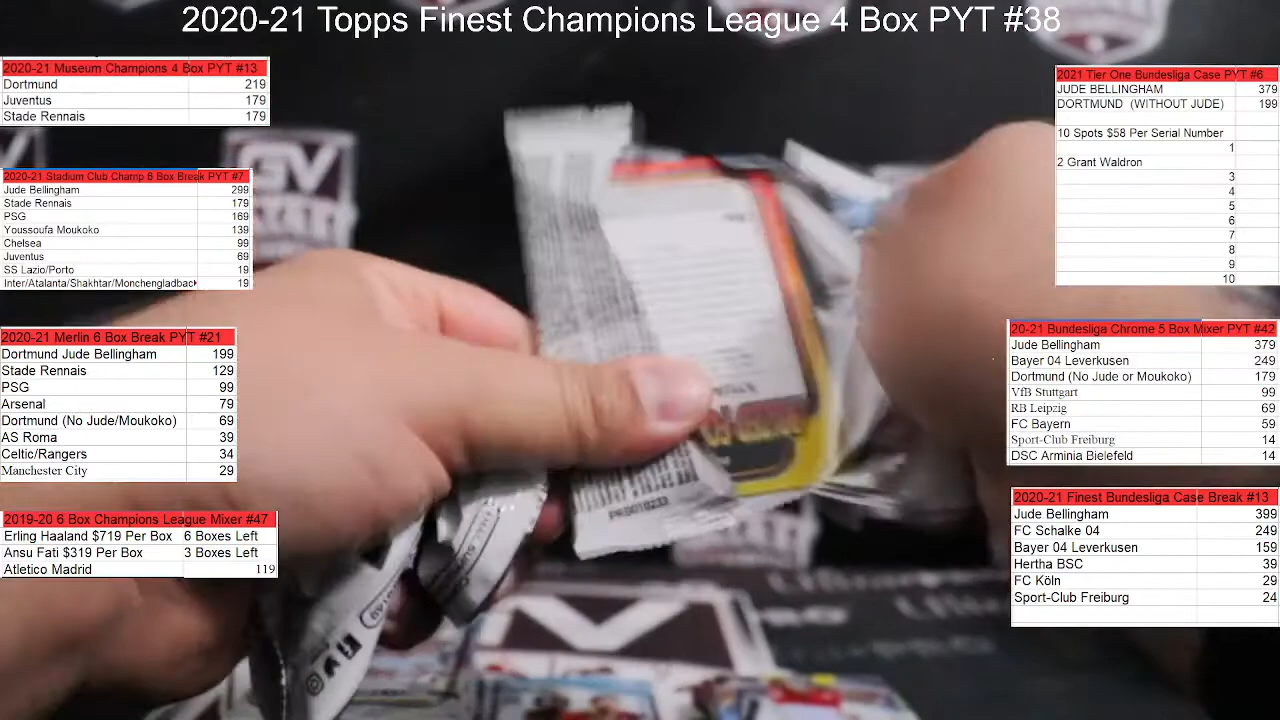 2020-21 Topps Finest Champions League 4 Box PYT #38
2020-21 Museum Champions 4 Box PYT #13
Dortmund 219
Juventus 179
Stade Rennais 179
2020-21 Stadium Club Champ 6 Box Break PYT #7
Jude Bellingham 299
Stade Rennais 179
PSG 169
Youssoufa Moukoko 139
Chelsea 99
Juventus 69
SS Lazio/Porto 19
Inter/Atalanta/Shakhtar/Monchengladbach 19
2020-21 Merlin 6 Box Break PYT #21
Dortmund Jude Bellingham 199
Stade Rennais 129
PSG 99
Arsenal 79
Dortmund (No Jude/Moukoko) 69
AS Roma 39
Celtic/Rangers 34
Manchester City 29
2019-20 6 Box Champions League Mixer #47
Erling Haaland $719 Per Box 6 Boxes Left
Ansu Fati $319 Per Box 3 Boxes Left
Atletico Madrid 119
2021 Tier One Bundesliga Case PYT #6
JUDE BELLINGHAM 379
DORTMUND (WITHOUT JUDE) 199
10 Spots $58 Per Serial Number
1
2 Grant Waldron
3
4
5
6
7
8
9
10
20-21 Bundesliga Chrome 5 Box Mixer PYT #42
Jude Bellingham 379
Bayer 04 Leverkusen 249
Dortmund (No Jude or Moukoko) 179
VfB Stuttgart 99
RB Leipzig 69
FC Bayern 59
Sport-Club Freiburg 14
DSC Arminia Bielefeld 14
2020-21 Finest Bundesliga Case Break #13
Jude Bellingham 399
FC Schalke 04 249
Bayer 04 Leverkusen 159
Hertha BSC 39
FC Köln 29
Sport-Club Freiburg 24
GV